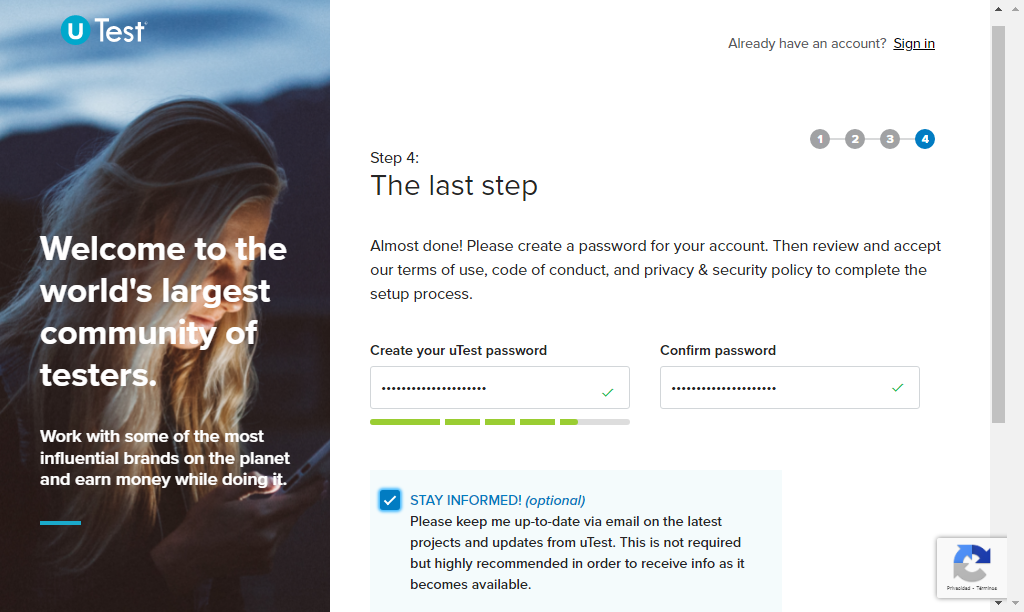 uTest
Already have an account? Sign in
1 2 3 4
Step 4:
The last step
Welcome to the
world's largest
community of
testers.
Work with some of the most
influential brands on the planet
and earn money while doing it.
Almost done! Please create a password for your account. Then review and accept
our terms of use, code of conduct, and privacy & security policy to complete the
setup process.
Create your uTest password
Confirm password
STAY INFORMED! (optional)
Please keep me up-to-date via email on the latest
projects and updates from uTest. This is not required
but highly recommended in order to receive info as it
becomes available.
Privacidad - Términos